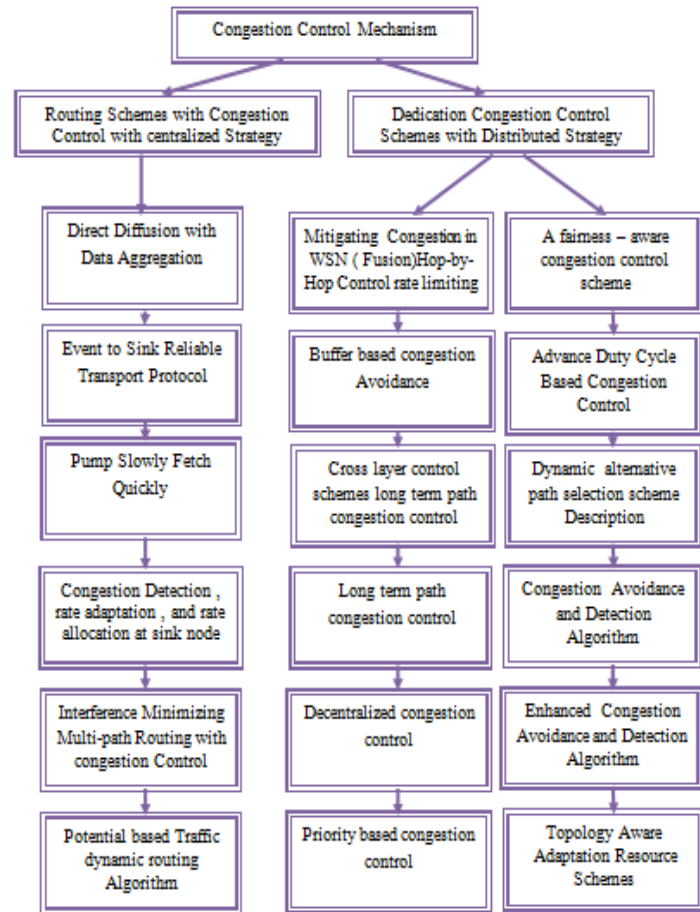 Congestion Control Mechanism
Routing Schemes with Congestion
Control with centralized Strategy
Dedication Congestion Control
Schemes with Distributed Strategy
Direct Diffusion with
Data Aggregation
Event to Sink Reliable
Transport Protocol
Pump Slowly Fetch
Quickly
Congestion Detection ,
rate adaptation , and rate
allocation at sink node
Interference Minimizing
Multi-path Routing with
congestion Control
Potential based Traffic
dynamic routing
Algorithm
Mitigating Congestion in
WSN ( Fusion)Hop-by-
Hop Control rate limiting
Buffer based congestion
Avoidance
Cross layer control
schemes long term path
congestion control
Long term path
congestion control
Decentralized congestion
control
Priority based congestion
control
A fairness – aware
congestion control
scheme
Advance Duty Cycle
Based Congestion
Control
Dynamic alternative
path selection scheme
Description
Congestion Avoidance
and Detection
Algorithm
Enhanced Congestion
Avoidance and Detection
Algorithm
Topology Aware
Adaptation Resource
Schemes